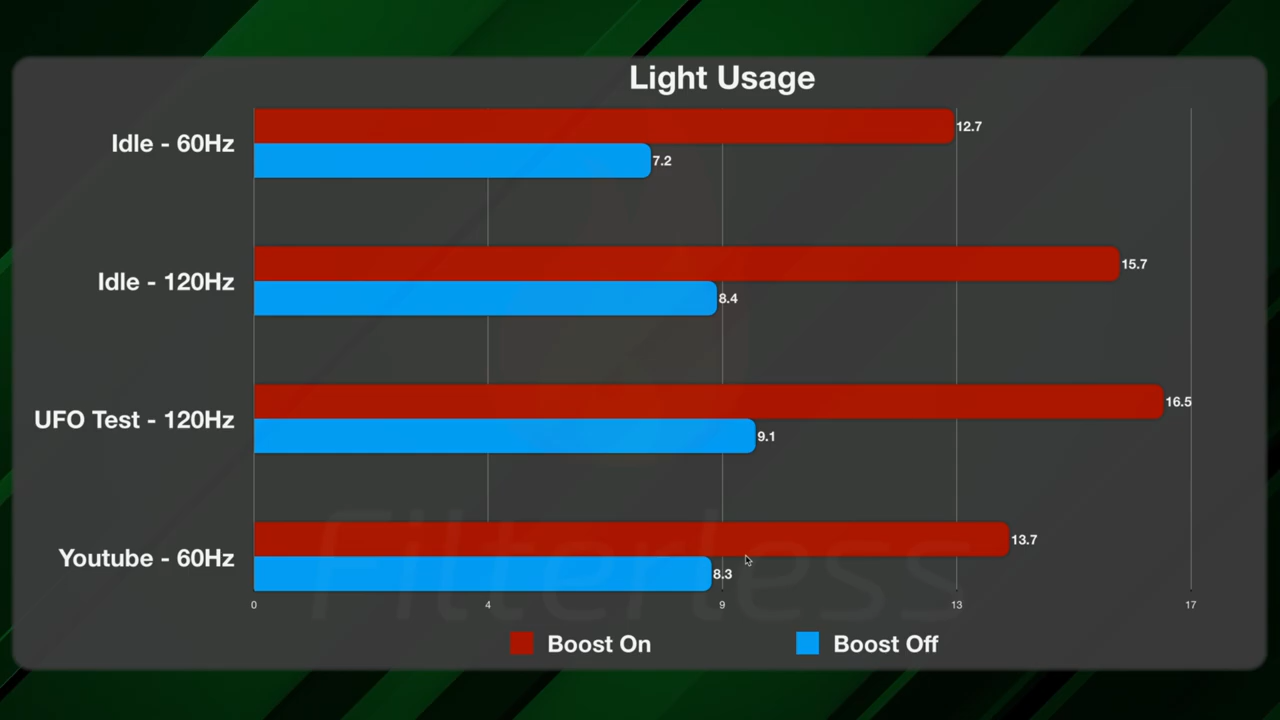 Light Usage
Idle - 60Hz
12.7
7.2
Idle - 120Hz
15.7
8.4
UFO Test - 120Hz
16.5
9.1
Youtube - 60Hz
13.7
8.3
0 4 9 13 17
Filterless
Boost On Boost Off